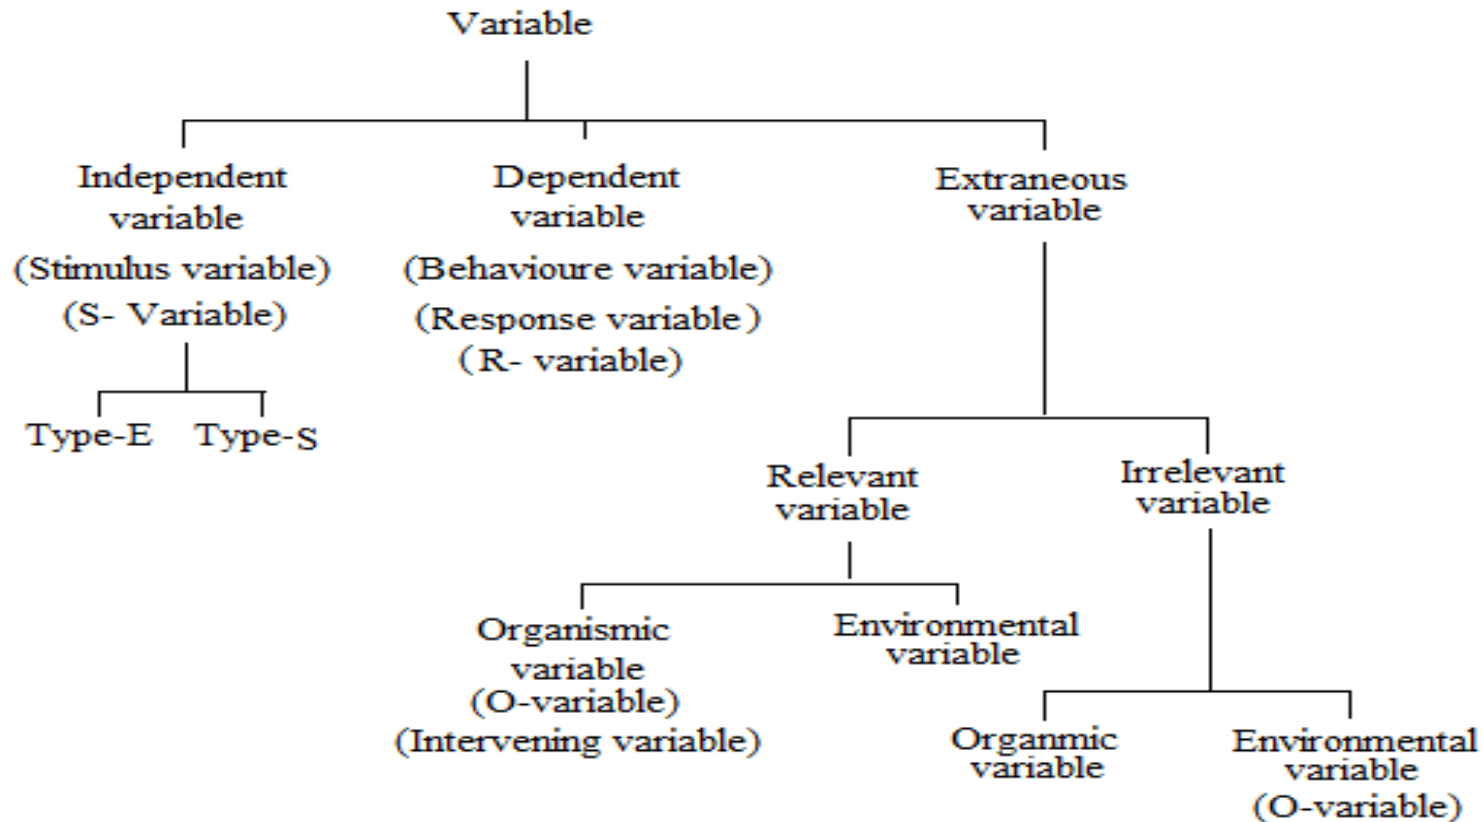 Variable
Independent
variable
(Stimulus variable)
(S- Variable)
Type-E
Type-S
Dependent
variable
(Behavioure variable)
(Response variable)
(R- variable)
Extraneous
variable
Relevant
variable
Organismic
variable
(O-variable)
(Intervening variable)
Environmental
variable
Irrelevant
variable
Organmic
variable
Environmental
variable
(O-variable)